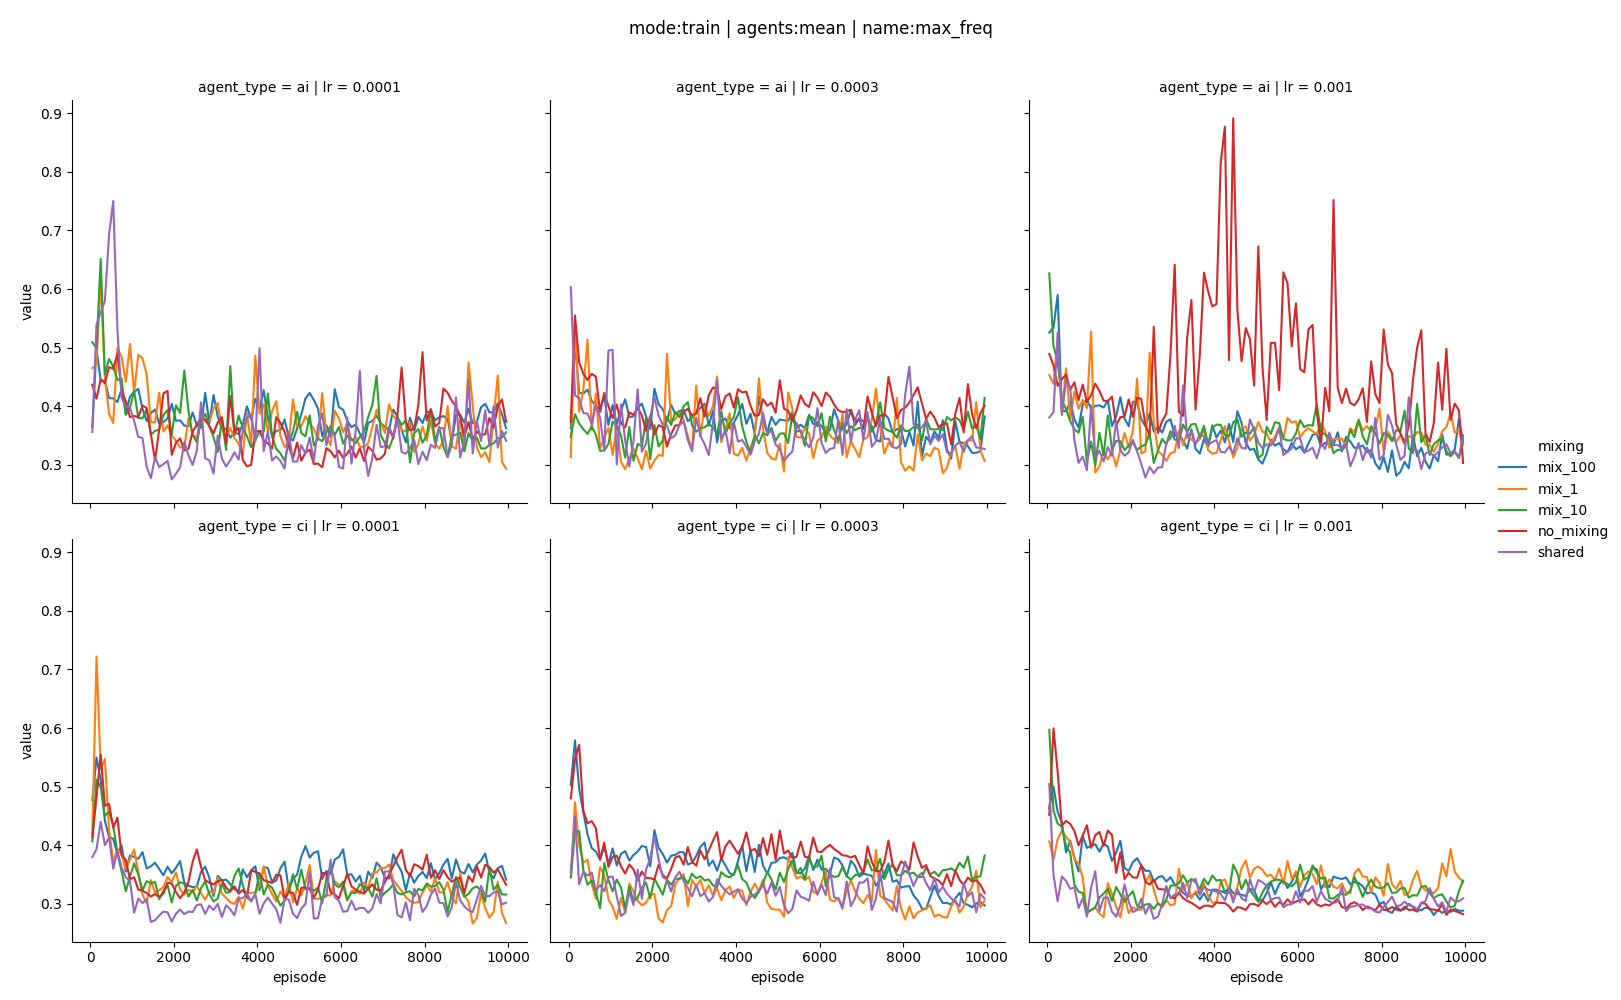 mode:train | agents:mean | name:max_freq
agent_type = ai | lr = 0.0001
agent_type = ai | lr = 0.0003
agent_type = ai | lr = 0.001
0.9
0.8
0.7
0.6
0.5
0.4
0.3
value
agent_type = ci | lr = 0.0001
agent_type = ci | lr = 0.0003
agent_type = ci | lr = 0.001
0.9
0.8
0.7
0.6
0.5
0.4
0.3
value
0 2000 4000 6000 8000 10000
0 2000 4000 6000 8000 10000
0 2000 4000 6000 8000 10000
episode
episode
episode
mixing
mix_100
mix_1
mix_10
no_mixing
shared